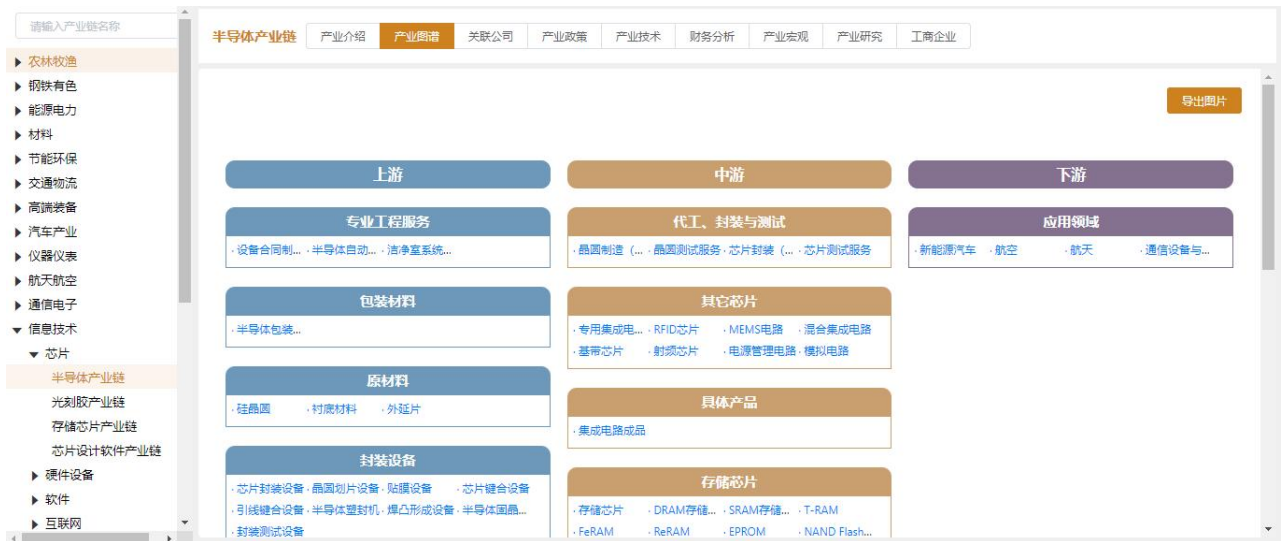 请输入产业链名称
农林牧渔
钢铁有色
能源电力
材料
节能环保
交通物流
高端装备
汽车产业
仪器仪表
航天航空
通信电子
信息技术
芯片
半导体产业链
光刻胶产业链
存储芯片产业链
芯片设计软件产业链
硬件设备
软件
互联网
半导体产业链 产业介绍 产业图谱 关联公司 产业政策 产业技术 财务分析 产业宏观 产业研究 工商企业
导出图片
上游
专业工程服务
·设备合同制... ·半导体自动... ·洁净室系统...
包装材料
·半导体包装...
原材料
·硅晶圆 ·衬底材料 ·外延片
封装设备
·芯片封装设备 ·晶圆划片设备 ·贴膜设备 ·芯片键合设备
·引线键合设备 ·半导体塑封机 ·焊凸形成设备 ·半导体固晶...
·封装测试设备
中游
代工、封装与测试
·晶圆制造（... ·晶圆测试服务 ·芯片封装（... ·芯片测试服务
其它芯片
·专用集成电... ·RFID芯片 ·MEMS电路 ·混合集成电路
·基带芯片 ·射频芯片 ·电源管理电路 ·模拟电路
具体产品
·集成电路成品
存储芯片
·存储芯片 ·DRAM存储... ·SRAM存储... ·T-RAM
·FeRAM ·ReRAM ·EPROM ·NAND Flash...
下游
应用领域
·新能源汽车 ·航空 ·航天 ·通信设备与...